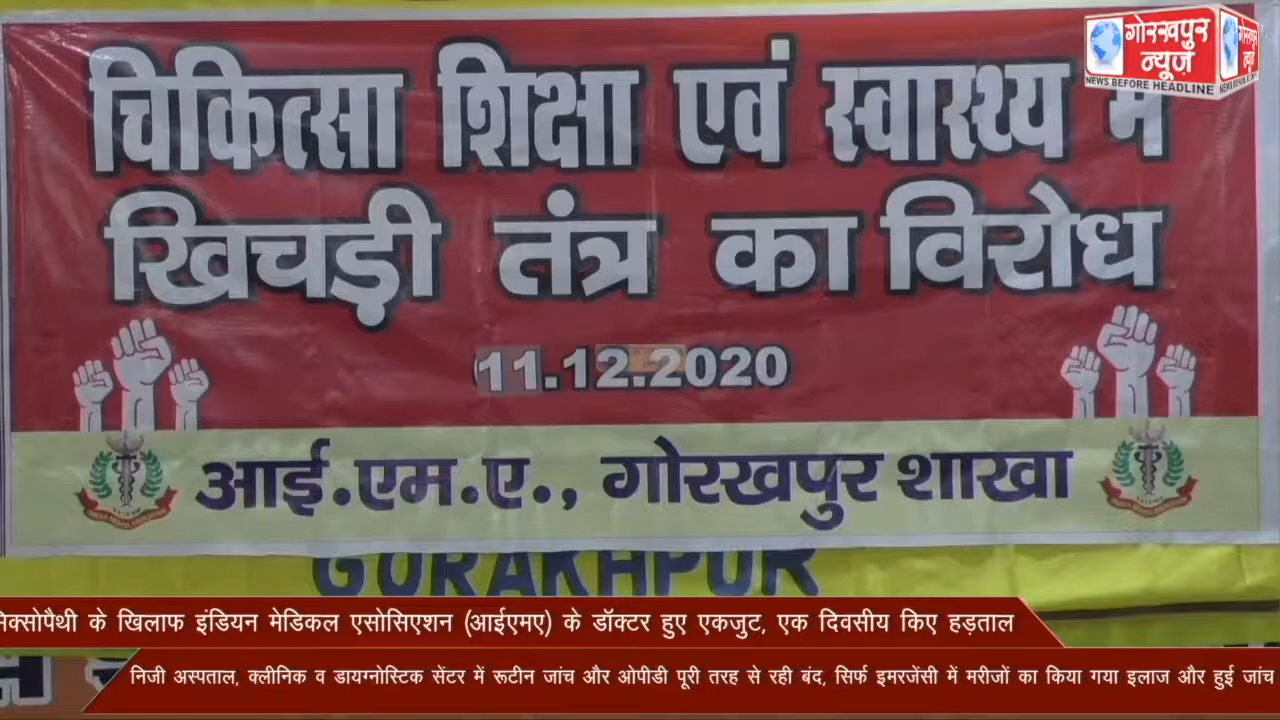 गोरखपुर
न्यूज़
NEWS BEFORE HEADLINE
चिकित्सा शिक्षा एवं स्वास्थ्य में
खिचड़ी तंत्र का विरोध
11.12.2020
आई.एम.ए., गोरखपुर शाखा
GORAKHPUR
के खिलाफ इंडियन मेडिकल एसोसिएशन (आईएमए) के डॉक्टर हुए एकजुट, एक दिवसीय किए हड़ताल
निजी अस्पताल, क्लीनिक व डायग्नोस्टिक सेंटर में रूटीन जांच और ओपीडी पूरी तरह से रही बंद, सिर्फ इमरजेंसी में मरीजों का किया गया इलाज और हुई जांच